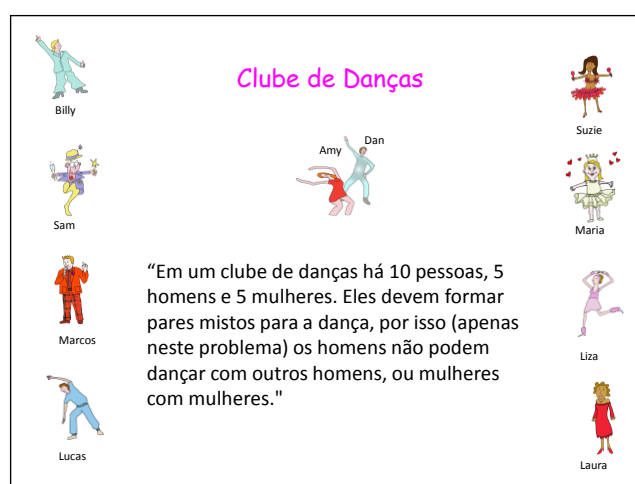 Clube de Danças
Billy
Suzie
Amy
Dan
Sam
Maria
“Em um clube de danças há 10 pessoas, 5
homens e 5 mulheres. Eles devem formar
pares mistos para a dança, por isso (apenas
neste problema) os homens não podem
dançar com outros homens, ou mulheres
com mulheres."
Marcos
Liza
Lucas
Laura